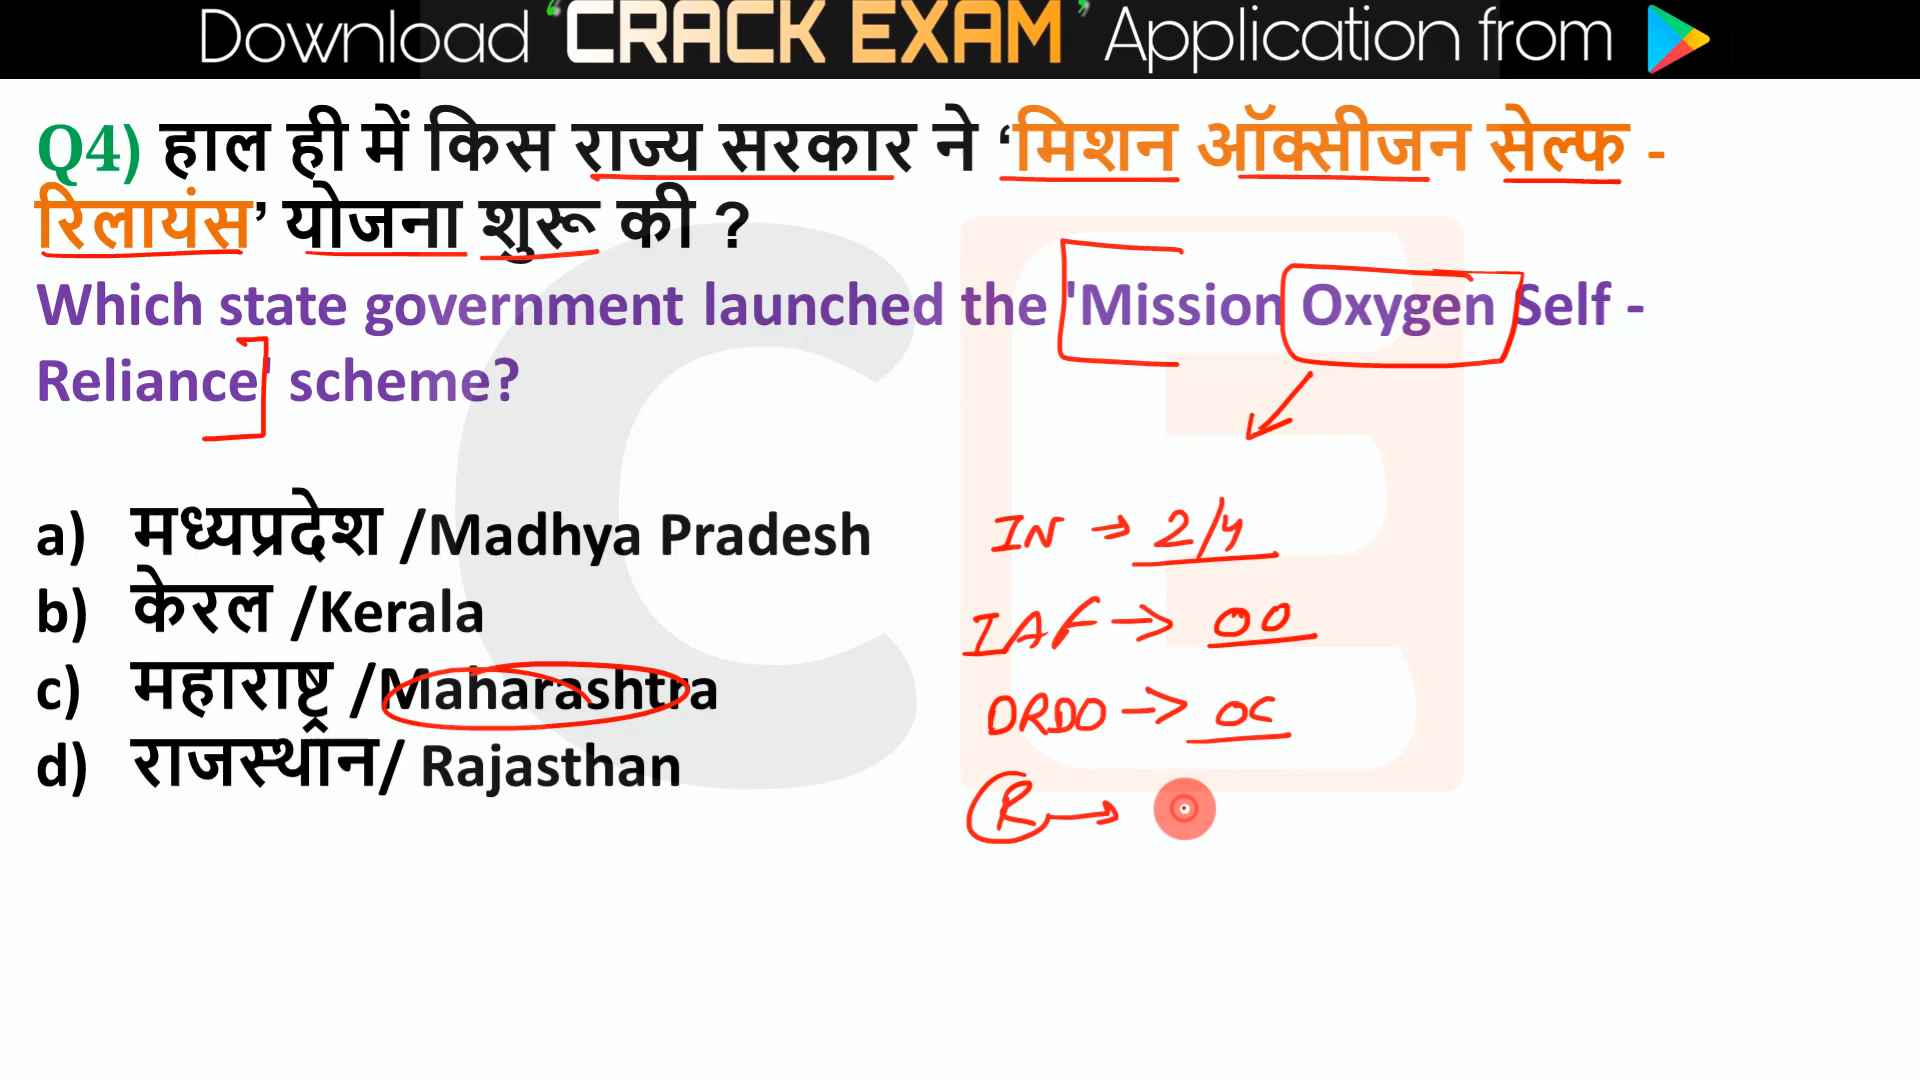 Download ‘CRACK EXAM’ Application from
Q4) हाल ही में किस राज्य सरकार ने ‘मिशन ऑक्सीजन सेल्फ -
रिलायंस’ योजना शुरू की ?
Which state government launched the 'Mission Oxygen Self -
Reliance' scheme?
a) मध्यप्रदेश /Madhya Pradesh
b) केरल /Kerala
c) महाराष्ट्र /Maharashtra
d) राजस्थान/ Rajasthan
IN → 2/4
IAF → 00
DRDO → OC
R →